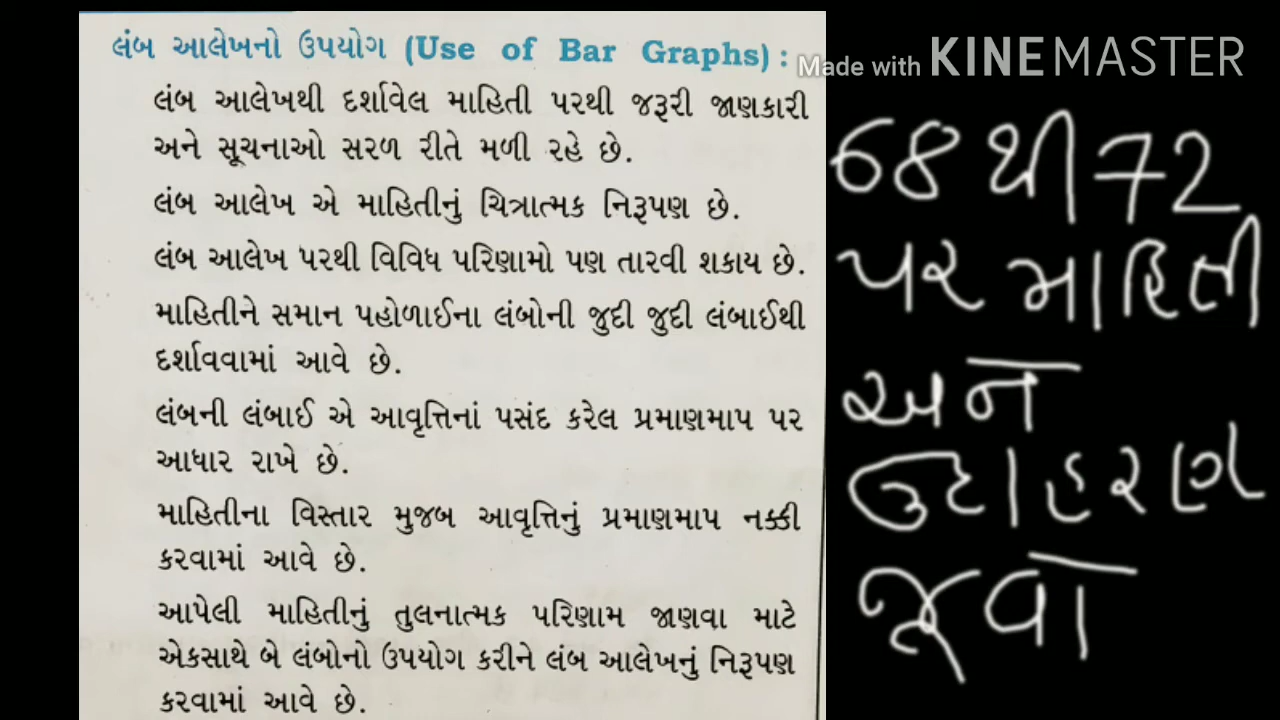 લંબ આલેખનો ઉપયોગ (Use of Bar Graphs) :
લંબ આલેખથી દર્શાવેલ માહિતી પરથી જરૂરી જાણકારી
અને સૂચનાઓ સરળ રીતે મળી રહે છે.
લંબ આલેખ એ માહિતીનું ચિત્રાત્મક નિરૂપણ છે.
લંબ આલેખ પરથી વિવિધ પરિણામો પણ તારવી શકાય છે.
માહિતીને સમાન પહોળાઈના લંબોની જુદી જુદી લંબાઈથી
દર્શાવવામાં આવે છે.
લંબની લંબાઈ એ આવૃત્તિનાં પસંદ કરેલ પ્રમાણમાપ પર
આધાર રાખે છે.
માહિતીના વિસ્તાર મુજબ આવૃત્તિનું પ્રમાણમાપ નક્કી
કરવામાં આવે છે.
આપેલી માહિતીનું તુલનાત્મક પરિણામ જાણવા માટે
એકસાથે બે લંબોનો ઉપયોગ કરીને લંબ આલેખનું નિરૂપણ
કરવામાં આવે છે.
Made with KINEMASTER
68 થી 72
પર માહિતી
અને
ઉદાહરણ
જૂવા